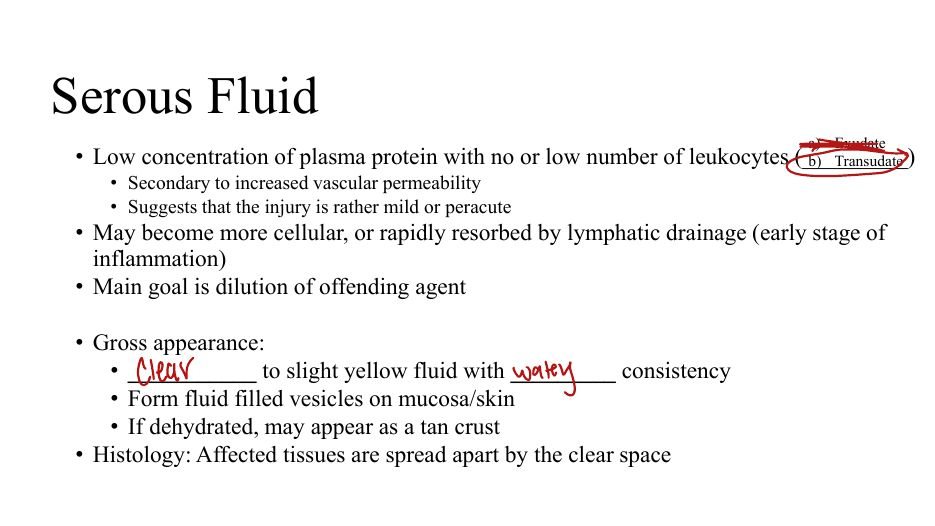 Serous Fluid
a) Exudate
• Low concentration of plasma protein with no or low number of leukocytes (b) Transudate)
• Secondary to increased vascular permeability
• Suggests that the injury is rather mild or peracute
• May become more cellular, or rapidly resorbed by lymphatic drainage (early stage of
inflammation)
• Main goal is dilution of offending agent
• Gross appearance:
• clear to slight yellow fluid with watey consistency
• Form fluid filled vesicles on mucosa/skin
• If dehydrated, may appear as a tan crust
• Histology: Affected tissues are spread apart by the clear space